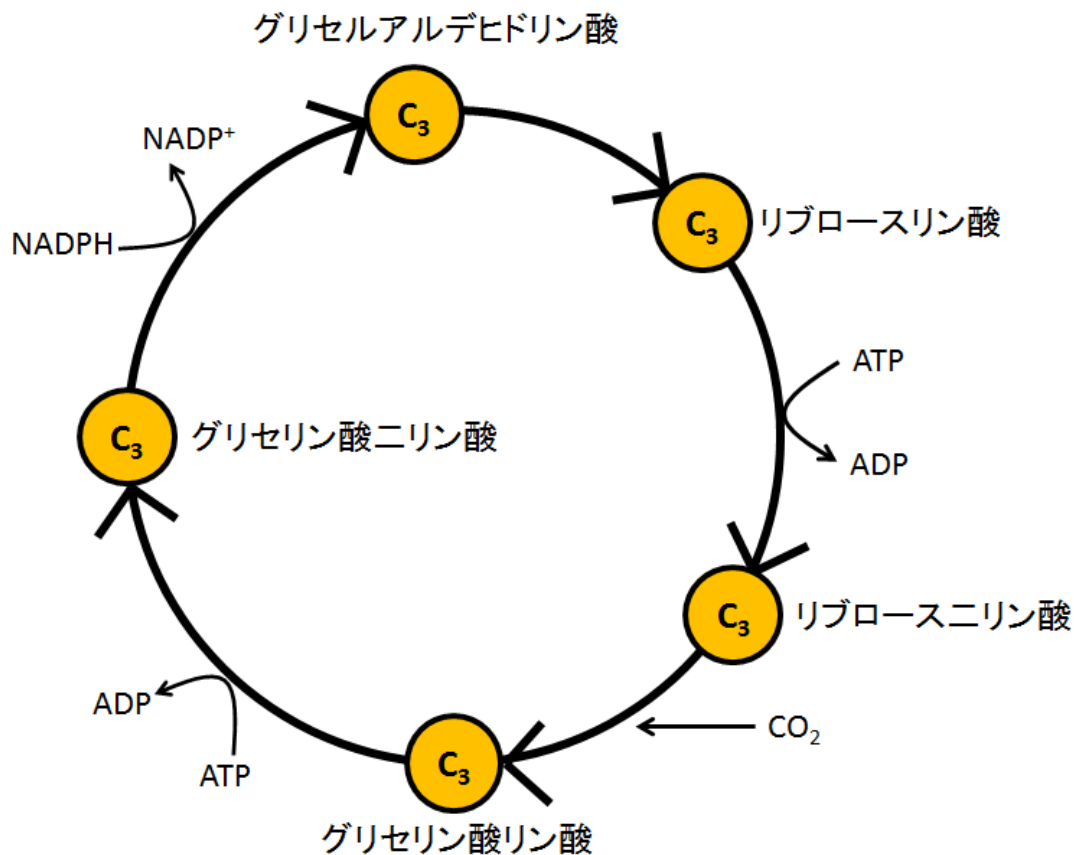 グリセルアルデヒドリン酸
C₃
NADP⁺
NADPH
C₃
リブロースリン酸
ATP
ADP
C₃
グリセリン酸二リン酸
C₃
リブロース二リン酸
CO₂
ADP
ATP
C₃
グリセリン酸リン酸